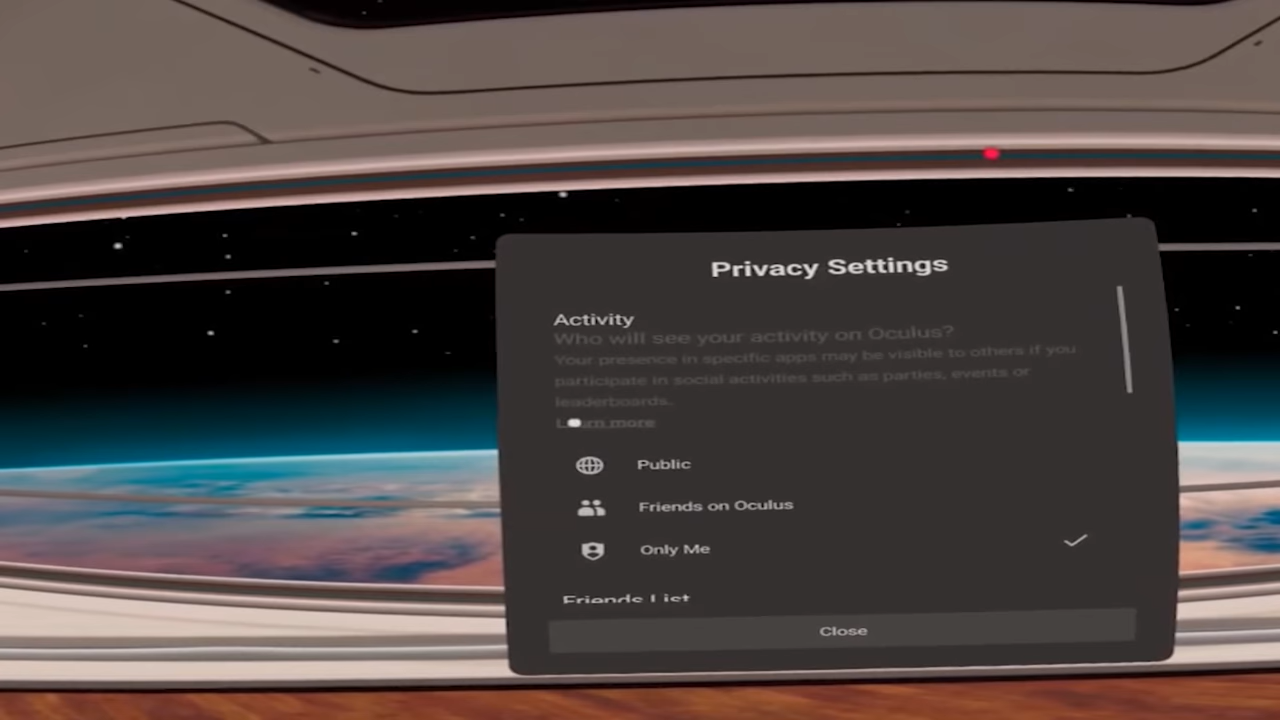 Privacy Settings
Activity
Who will see your activity on Oculus?
Your presence in specific apps may be visible to others if you
participate in social activities such as parties, events or
leaderboards.
Learn more
Public
Friends on Oculus
Only Me
Friends List
Close